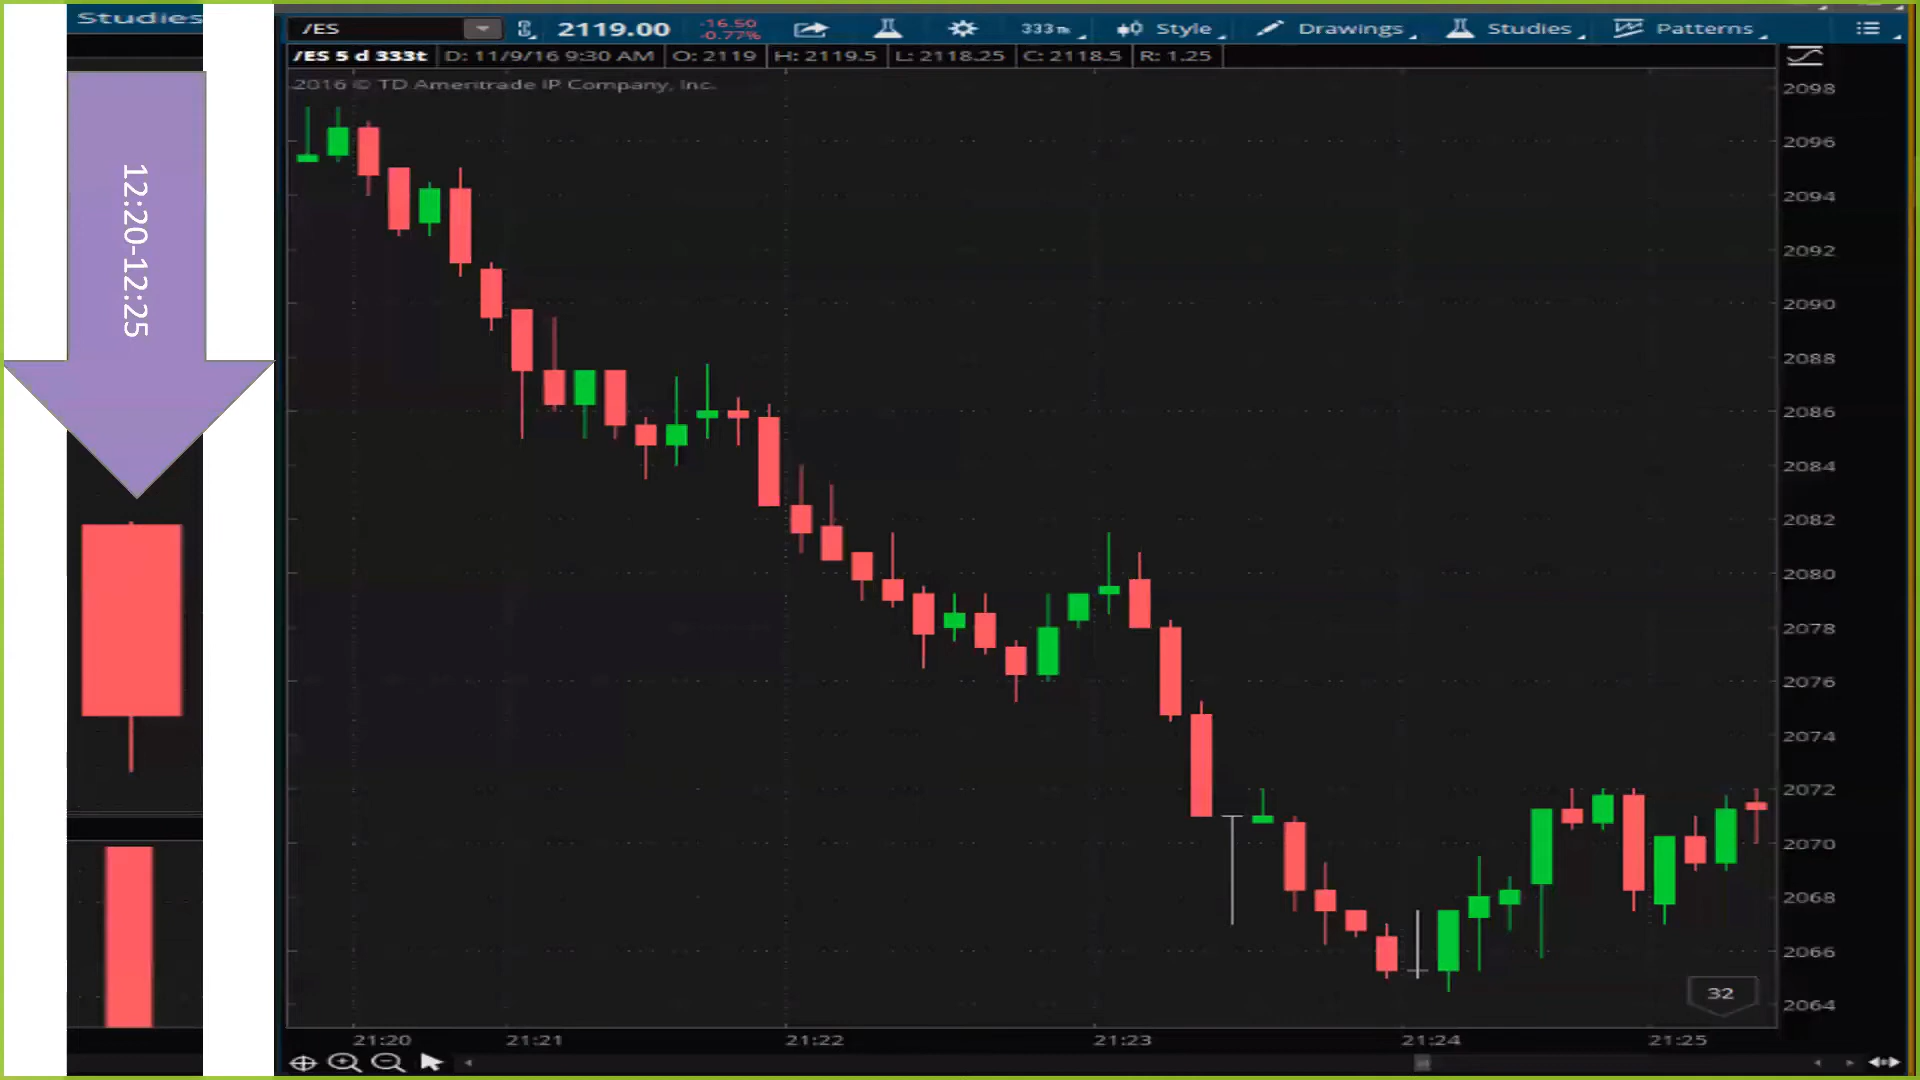 Studies
12:20-12:25
/ES
2119.00
-16.50
-0.77%
333
Style
Drawings
Studies
Patterns
/ES 5 d 333t
D: 11/9/16 9:30 AM
O: 2119
H: 2119.5
L: 2118.25
C: 2118.5
R: 1.25
2016 © TD Ameritrade IP Company, Inc.
2098
2096
2094
2092
2090
2088
2086
2084
2082
2080
2078
2076
2074
2072
2070
2068
2066
2064
32
21:20
21:21
21:22
21:23
21:24
21:25